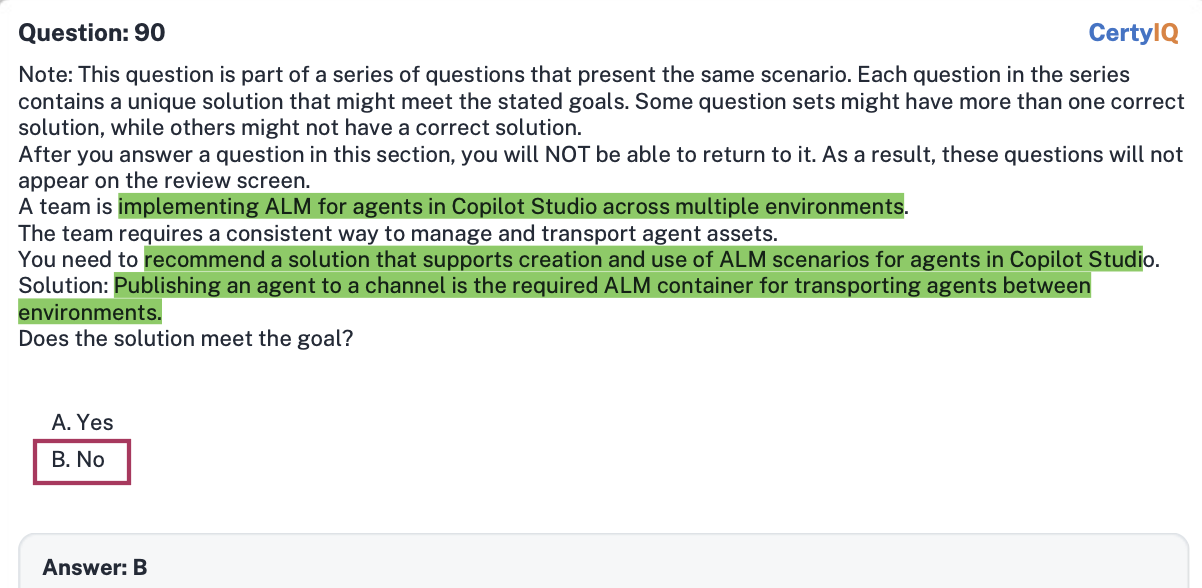 Question: 90
CertyIQ
Note: This question is part of a series of questions that present the same scenario. Each question in the series
contains a unique solution that might meet the stated goals. Some question sets might have more than one correct
solution, while others might not have a correct solution.
After you answer a question in this section, you will NOT be able to return to it. As a result, these questions will not
appear on the review screen.
A team is implementing ALM for agents in Copilot Studio across multiple environments.
The team requires a consistent way to manage and transport agent assets.
You need to recommend a solution that supports creation and use of ALM scenarios for agents in Copilot Studio.
Solution: Publishing an agent to a channel is the required ALM container for transporting agents between
environments.
Does the solution meet the goal?
A. Yes
B. No
Answer: B